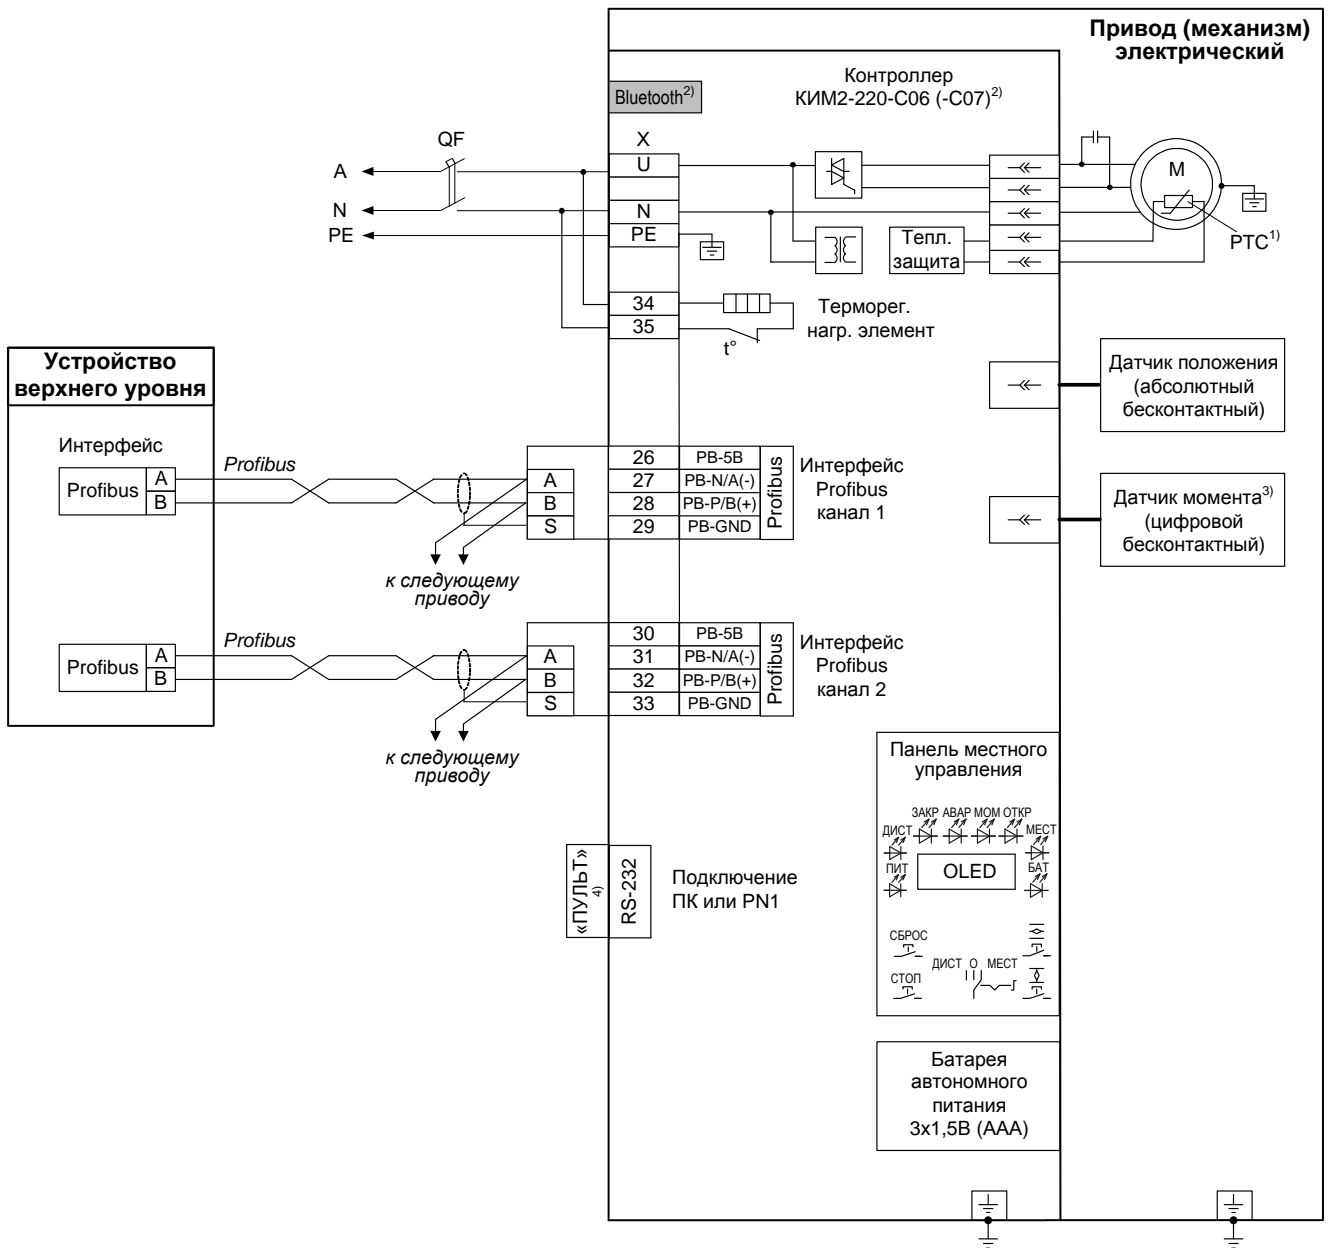 Привод (механизм)
электрический
Контроллер
КИМ2-220-С06 (-С07)2)
Bluetooth2)
X
QF
A
N
PE
U
N
PE
34
35
M
PTC1)
Тепл.
защита
Терморег.
нагр. элемент
t°
Устройство
верхнего уровня
Интерфейс
Profibus
A
B
Profibus
A
B
S
26
27
28
29
PB-5В
PB-N/A(-)
PB-P/B(+)
PB-GND
Profibus
Интерфейс
Profibus
канал 1
к следующему
приводу
Датчик положения
(абсолютный
бесконтактный)
Датчик момента3)
(цифровой
бесконтактный)
Profibus
A
B
Profibus
A
B
S
30
31
32
33
PB-5В
PB-N/A(-)
PB-P/B(+)
PB-GND
Profibus
Интерфейс
Profibus
канал 2
к следующему
приводу
Панель местного
управления
ЗАКР АВАР МОМ ОТКР
ДИСТ
МЕСТ
ПИТ
OLED
БАТ
СБРОС
ДИСТ О МЕСТ
СТОП
«ПУЛЬТ»
4)
RS-232
Подключение
ПК или PN1
Батарея
автономного
питания
3х1,5В (ААА)